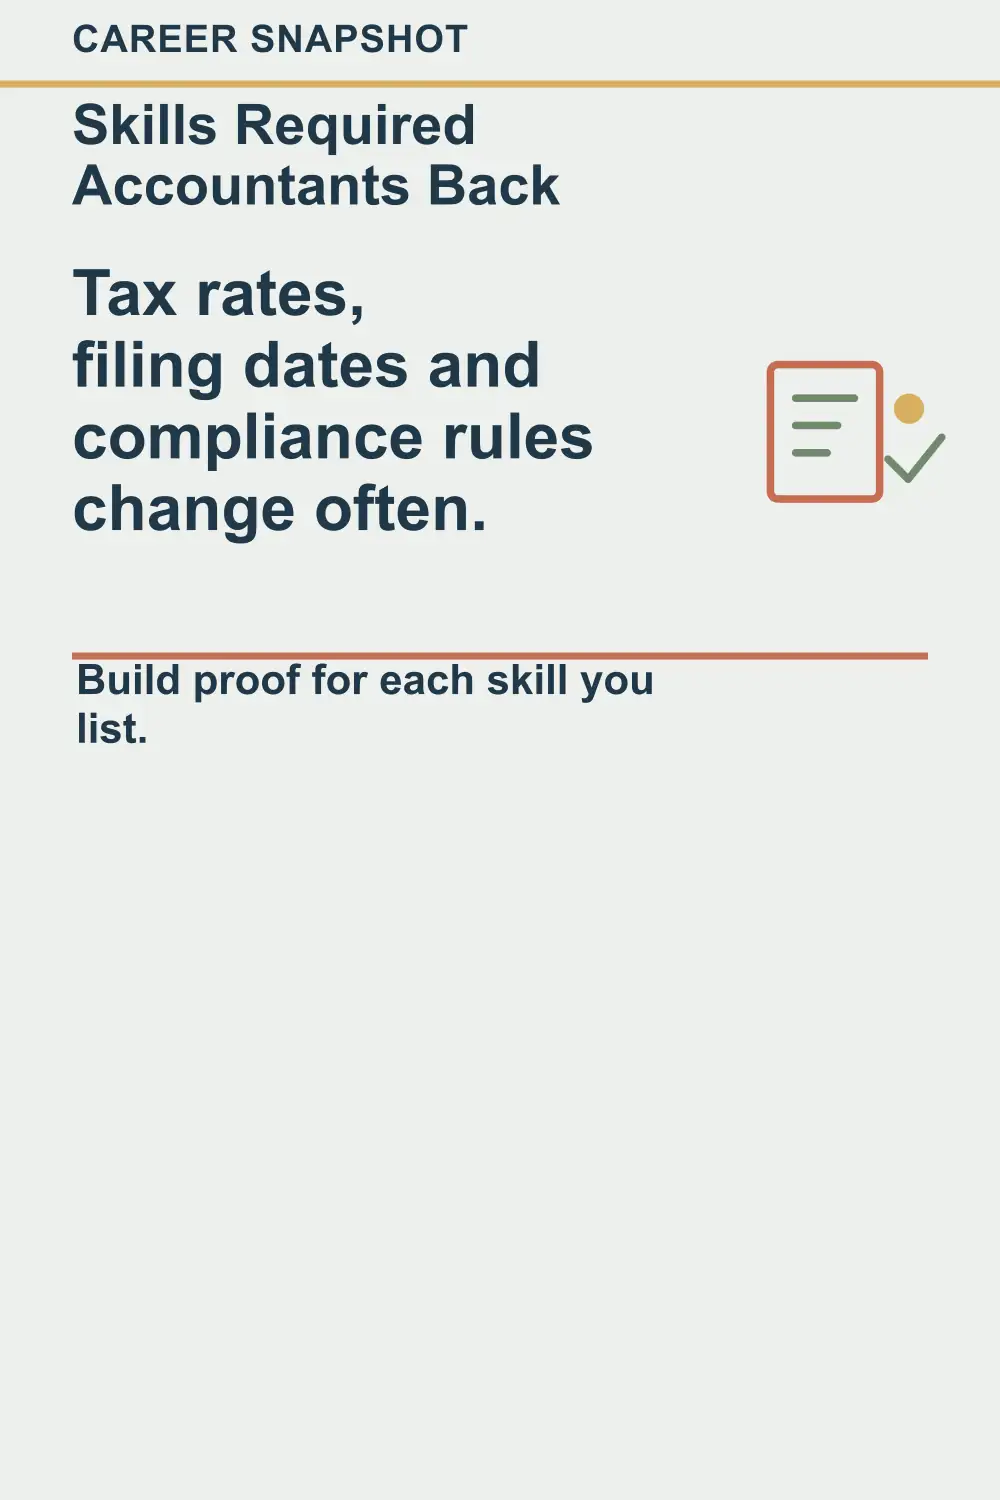 CAREER SNAPSHOT
Skills Required
Accountants Back
Tax rates,
filing dates and
compliance rules
change often.
Build proof for each skill you
list.